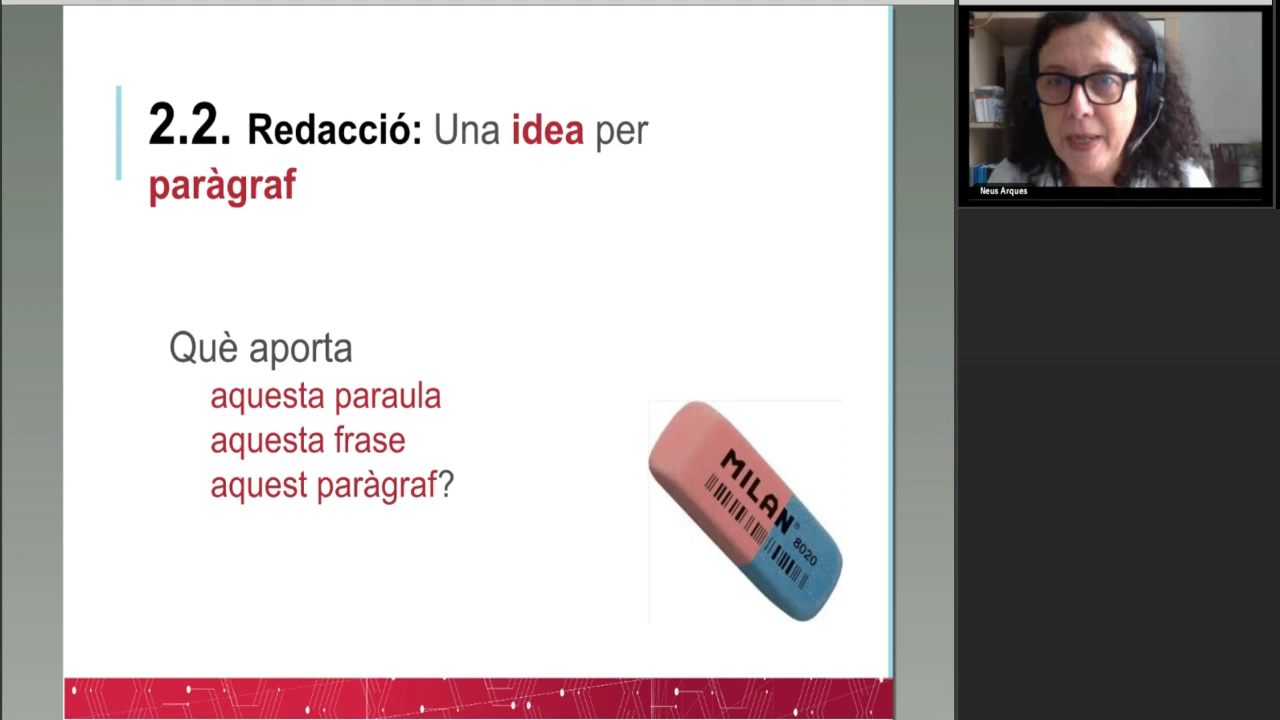 2.2. Redacció: Una idea per
paràgraf
Què aporta
aquesta paraula
aquesta frase
aquest paràgraf?
MILAN®
8020
Neus Arques